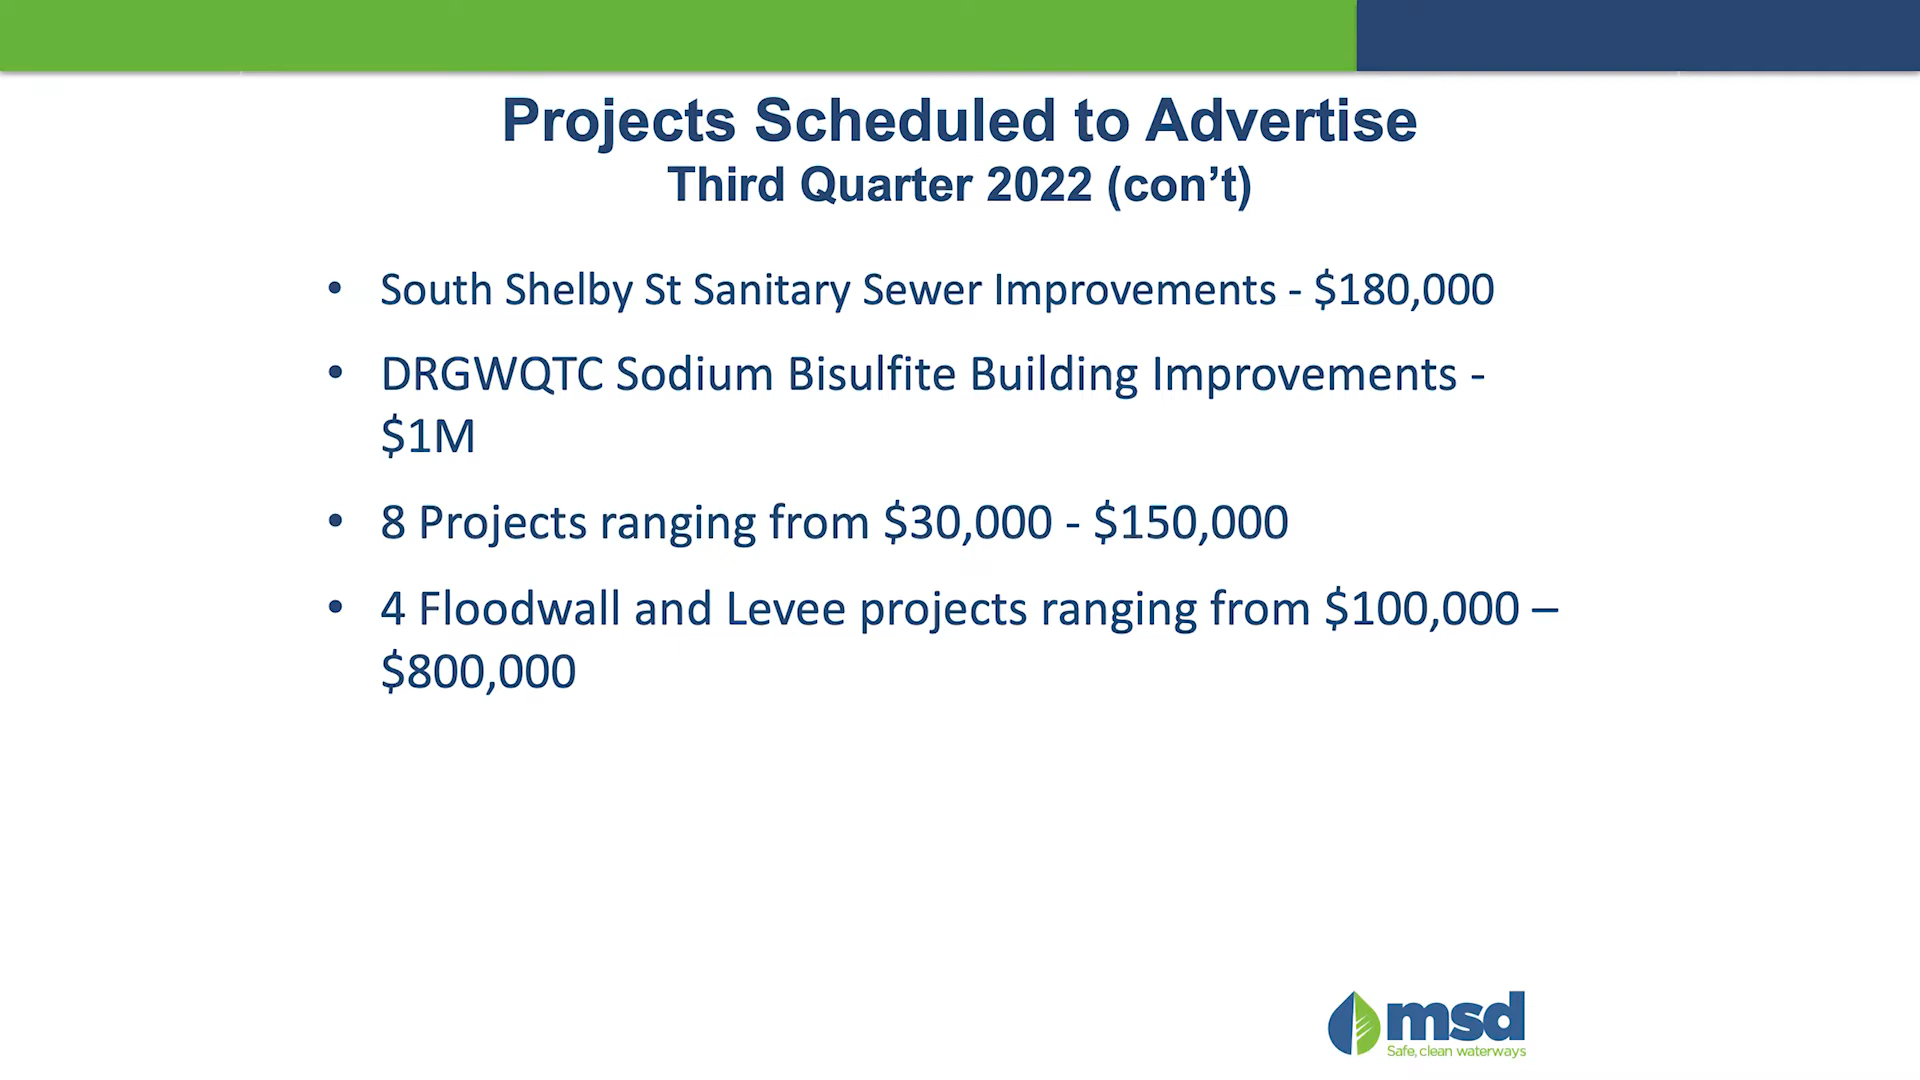 Projects Scheduled to Advertise
Third Quarter 2022 (con’t)
• South Shelby St Sanitary Sewer Improvements - $180,000
• DRGWQTC Sodium Bisulfite Building Improvements -
$1M
• 8 Projects ranging from $30,000 - $150,000
• 4 Floodwall and Levee projects ranging from $100,000 –
$800,000
msd
Safe, clean waterways